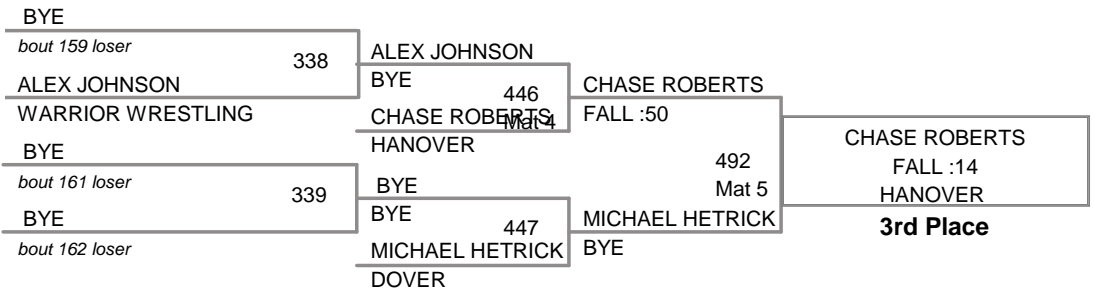 BYE
bout 159 loser
338
ALEX JOHNSON
WARRIOR WRESTLING
BYE
bout 161 loser
339
BYE
bout 162 loser
ALEX JOHNSON
BYE
446
Mat 4
CHASE ROBERTS
HANOVER
BYE
BYE
447
MICHAEL HETRICK
DOVER
CHASE ROBERTS
FALL :50
492
Mat 5
MICHAEL HETRICK
BYE
CHASE ROBERTS
FALL :14
HANOVER
3rd Place